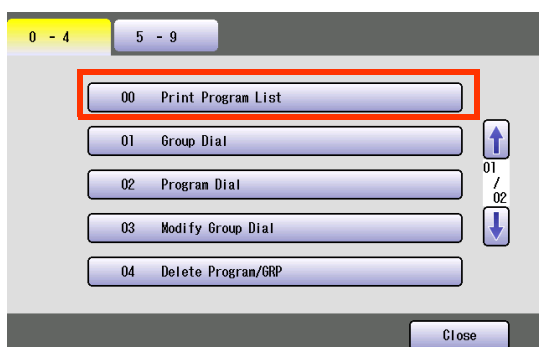 0 - 4
5 - 9
00 Print Program List
01 Group Dial
02 Program Dial
03 Modify Group Dial
04 Delete Program/GRP
01
/
02
Close